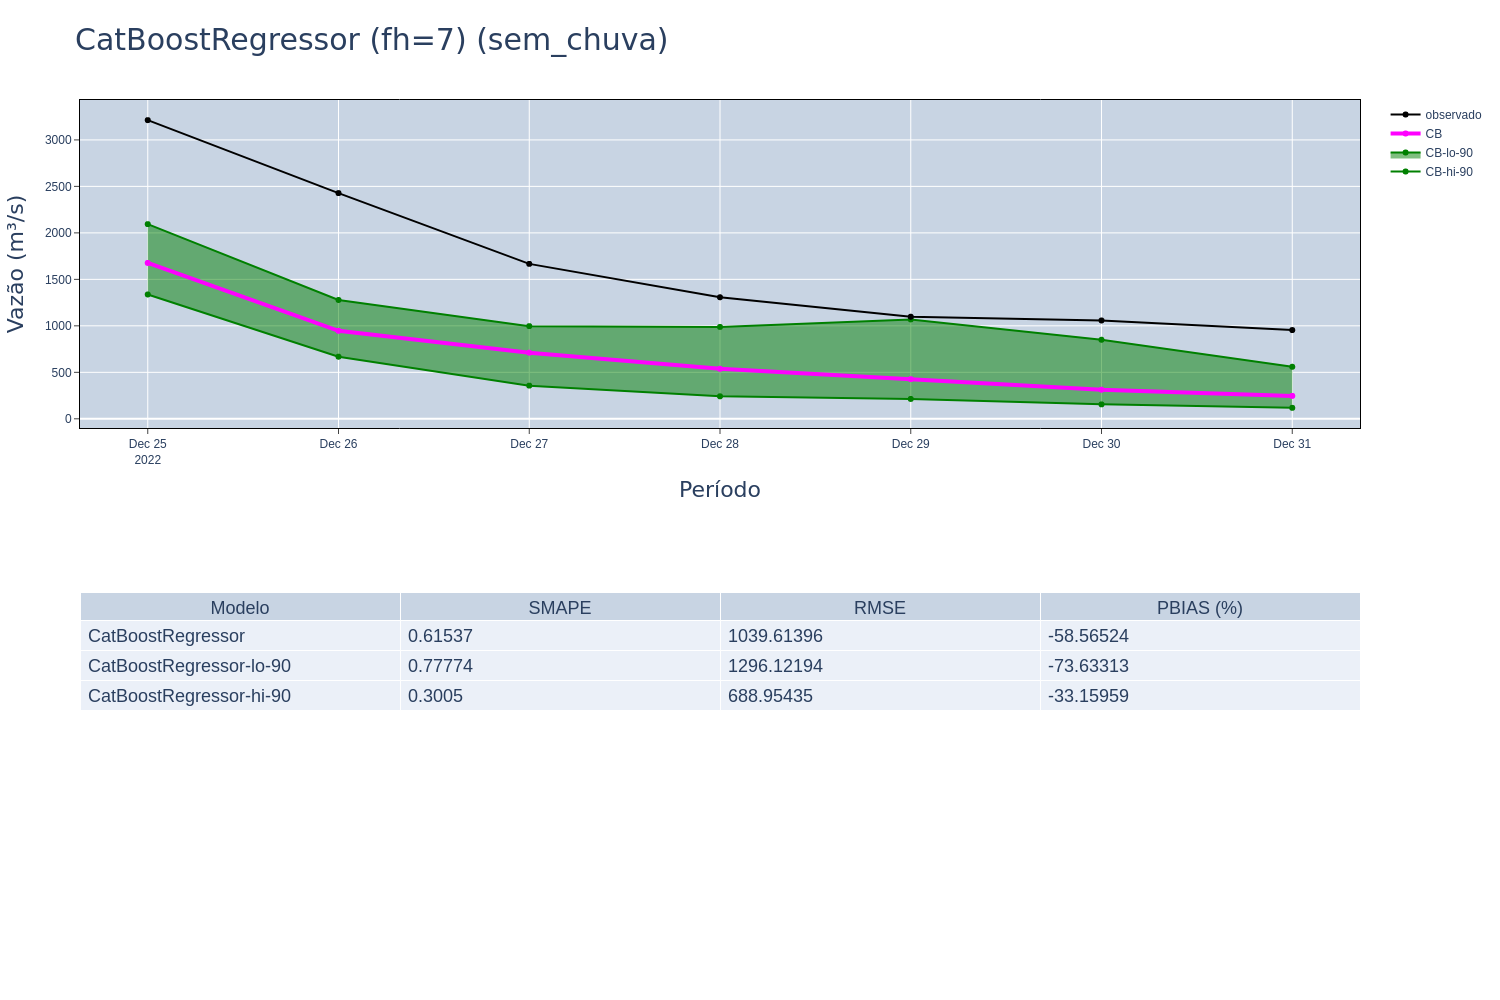 CatBoostRegressor (fh=7) (sem_chuva)
observado
CB
CB-lo-90
CB-hi-90
Vazão (m³/s)
3000
2500
2000
1500
1000
500
0
Dec 25 Dec 26 Dec 27 Dec 28 Dec 29 Dec 30 Dec 31
2022
Período
Modelo SMAPE RMSE PBIAS (%)
CatBoostRegressor 0.61537 1039.61396 -58.56524
CatBoostRegressor-lo-90 0.77774 1296.12194 -73.63313
CatBoostRegressor-hi-90 0.3005 688.95435 -33.15959